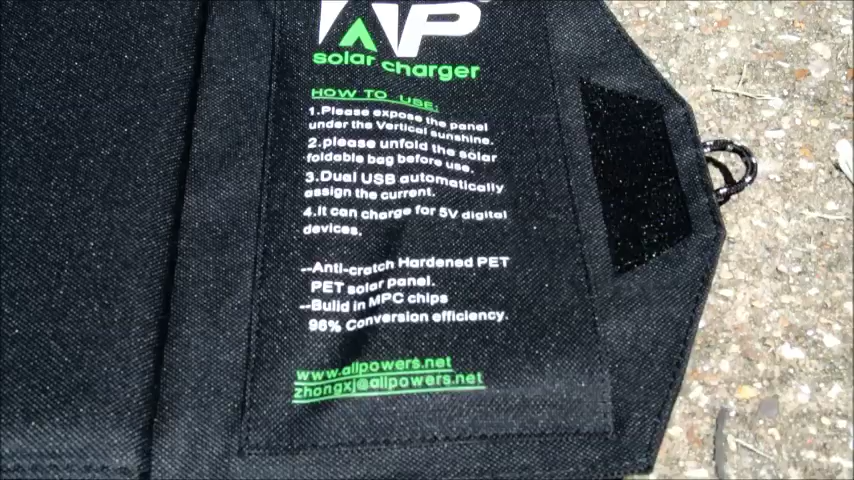 AP
solar charger
HOW TO USE:
1.Please expose the panel
under the Vertical sunshine.
2.please unfold the solar
foldable bag before use.
3.Dual USB automatically
assign the current.
4.It can charge for 5V digital
devices.
--Anti-cratch Hardened PET
PET solar panel.
--Build in MPC chips
96% Conversion efficiency.
www.allpowers.net
zhongxj@allpowers.net